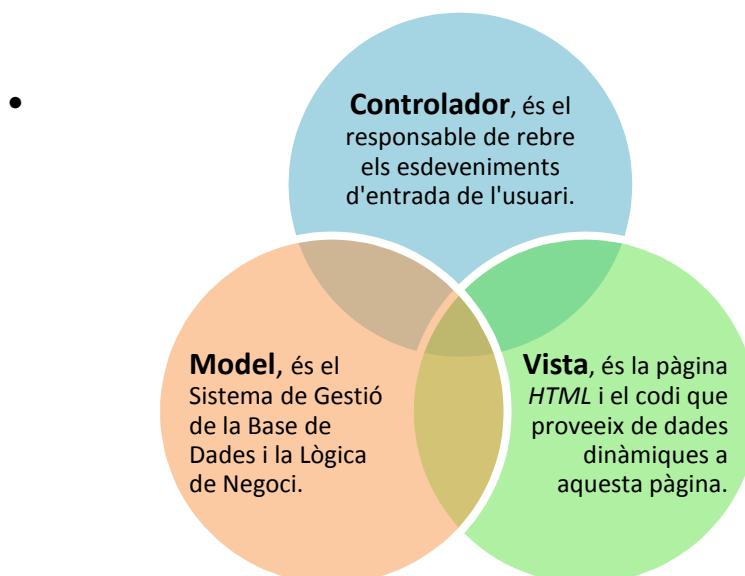 •
Controlador, és el
responsable de rebre
els esdeveniments
d'entrada de l'usuari.
Model, és el
Sistema de Gestió
de la Base de
Dades i la Lògica
de Negoci.
Vista, és la pàgina
HTML i el codi que
proveeix de dades
dinàmiques a
aquesta pàgina.